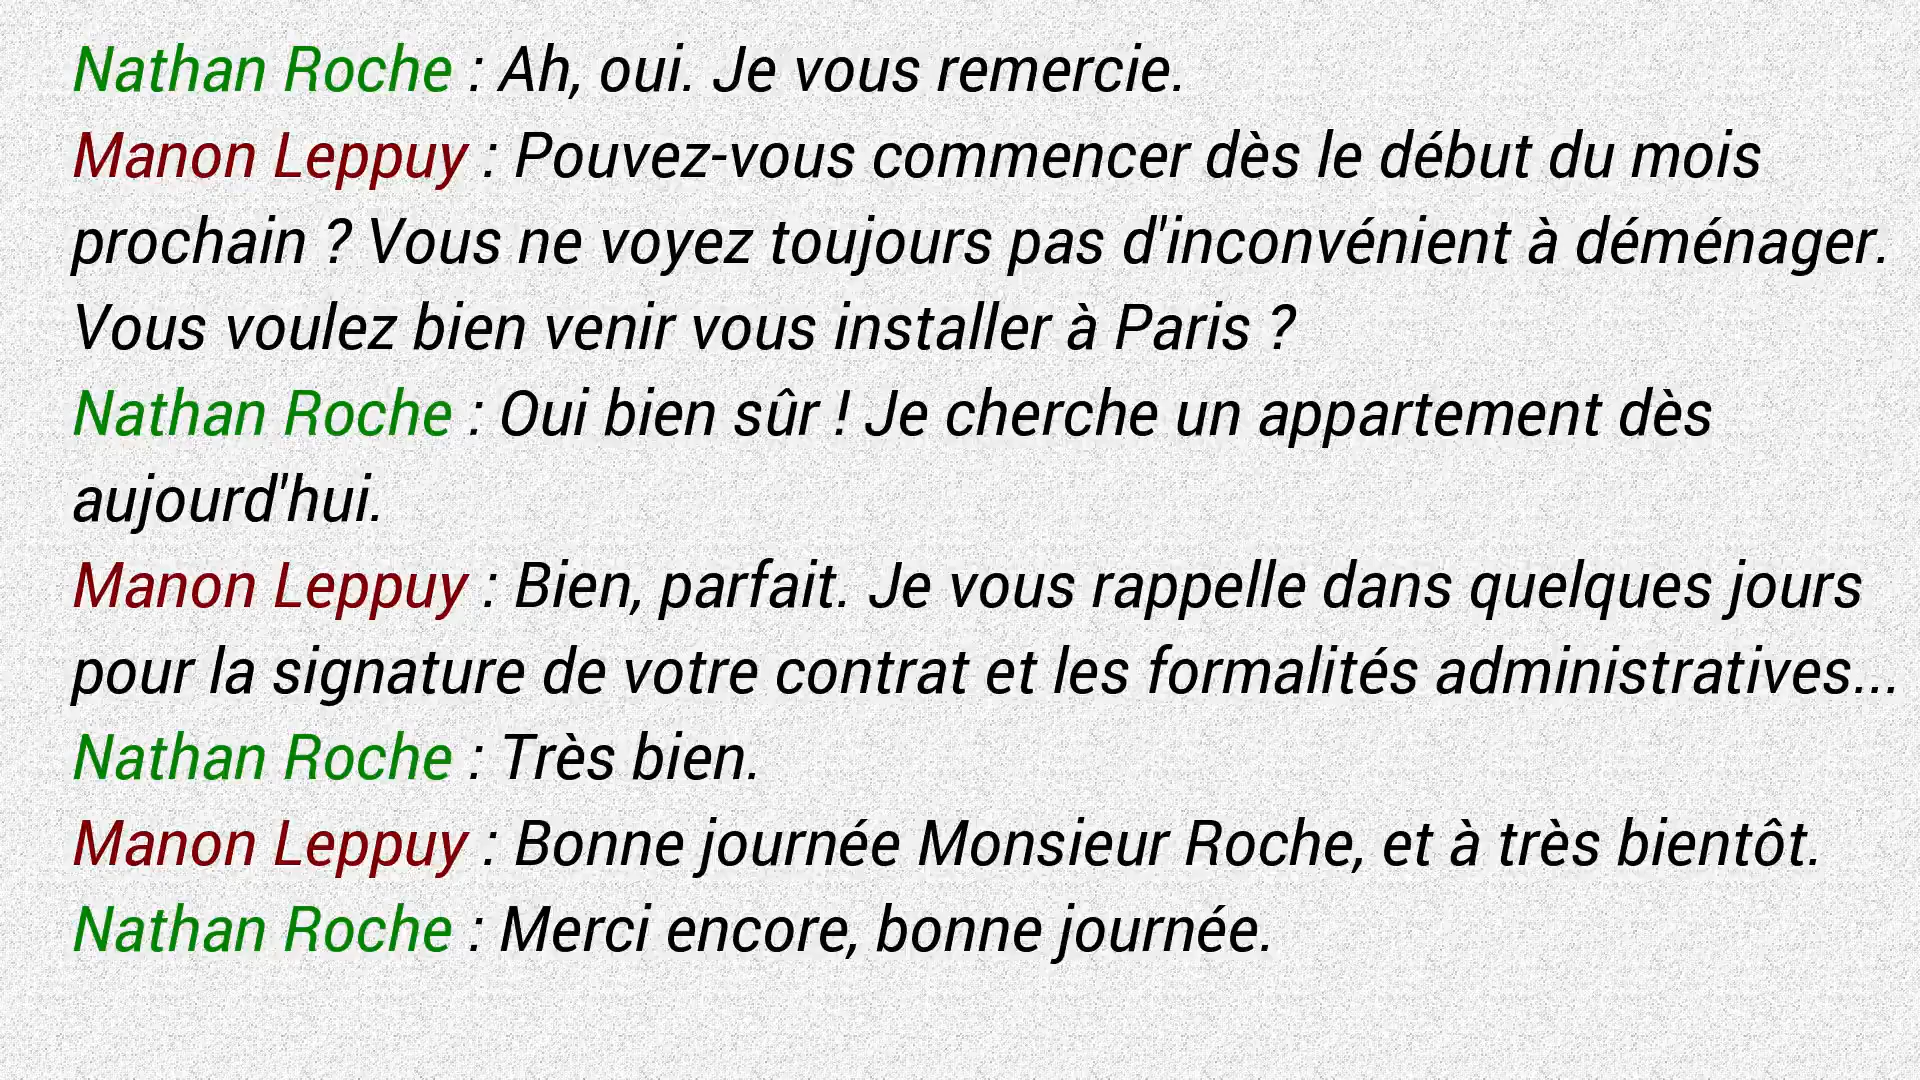 Nathan Roche : Ah, oui. Je vous remercie.
Manon Leppuy : Pouvez-vous commencer dès le début du mois
prochain ? Vous ne voyez toujours pas d'inconvénient à déménager.
Vous voulez bien venir vous installer à Paris ?
Nathan Roche : Oui bien sûr ! Je cherche un appartement dès
aujourd'hui.
Manon Leppuy : Bien, parfait. Je vous rappelle dans quelques jours
pour la signature de votre contrat et les formalités administratives...
Nathan Roche : Très bien.
Manon Leppuy : Bonne journée Monsieur Roche, et à très bientôt.
Nathan Roche : Merci encore, bonne journée.